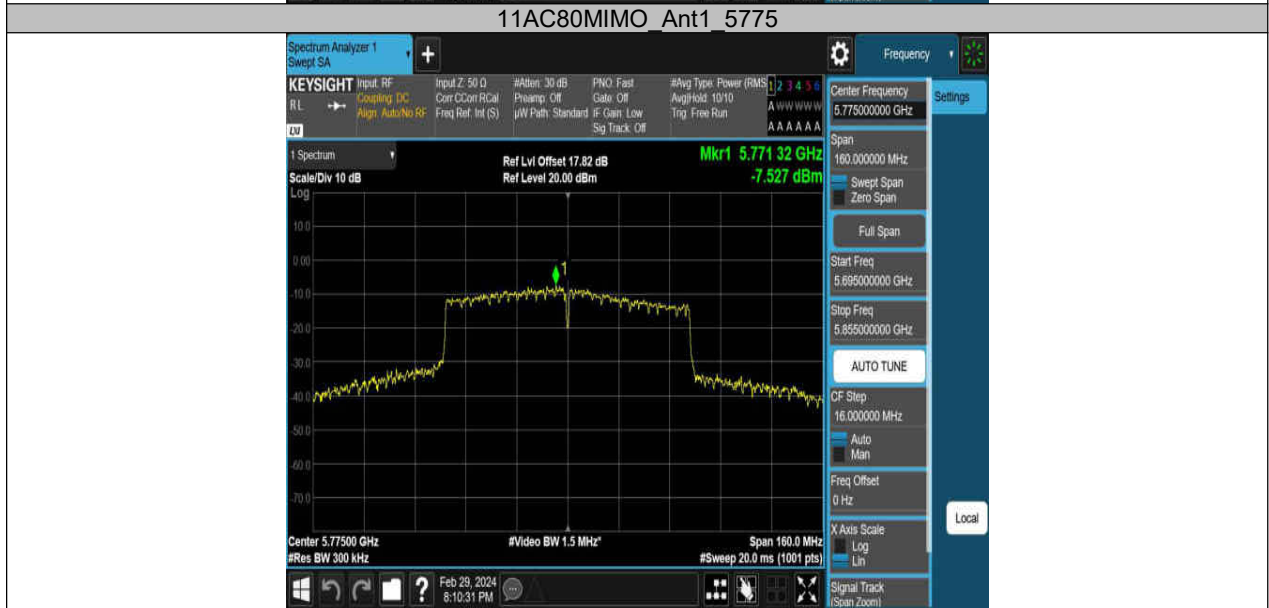 11AC80MIMO_Ant1_5775
Spectrum Analyzer 1
Swept SA
+
Frequency
KEYSIGHT
Input: RF
Coupling: DC
Align: Auto/No RF
Input Z: 50 Ω
Corr CCorr RCal
Freq Ref: Int (S)
#Atten: 30 dB
Preamp: Off
µW Path: Standard
PNO: Fast
Gate: Off
IF Gain: Low
Sig Track: Off
#Avg Type: Power (RMS
Avg|Hold: 10/10
Trig: Free Run
1 2 3 4 5 6
A W W W W W
A A A A A A
RL
LXI
Center Frequency
5.775000000 GHz
Settings
1 Spectrum
Scale/Div 10 dB
Log
Ref Lvl Offset 17.82 dB
Ref Level 20.00 dBm
Mkr1 5.771 32 GHz
-7.527 dBm
Span
160.000000 MHz
Swept Span
Zero Span
Full Span
Start Freq
5.695000000 GHz
Stop Freq
5.855000000 GHz
AUTO TUNE
CF Step
16.000000 MHz
Auto
Man
Freq Offset
0 Hz
X Axis Scale
Log
Lin
Local
Signal Track
(Span Zoom)
10.0
0.00
-10.0
-20.0
-30.0
-40.0
-50.0
-60.0
-70.0
1
Center 5.77500 GHz
#Res BW 300 kHz
#Video BW 1.5 MHz*
Span 160.0 MHz
#Sweep 20.0 ms (1001 pts)
?
Feb 29, 2024
8:10:31 PM